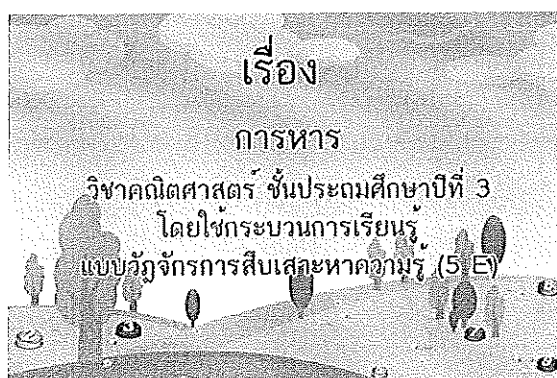 เรื่อง
การหาร
วิชาคณิตศาสตร์ ชั้นประถมศึกษาปีที่ 3
โดยใช้กระบวนการเรียนรู้
แบบวัฏจักรการสืบเสาะหาความรู้ (5 E)